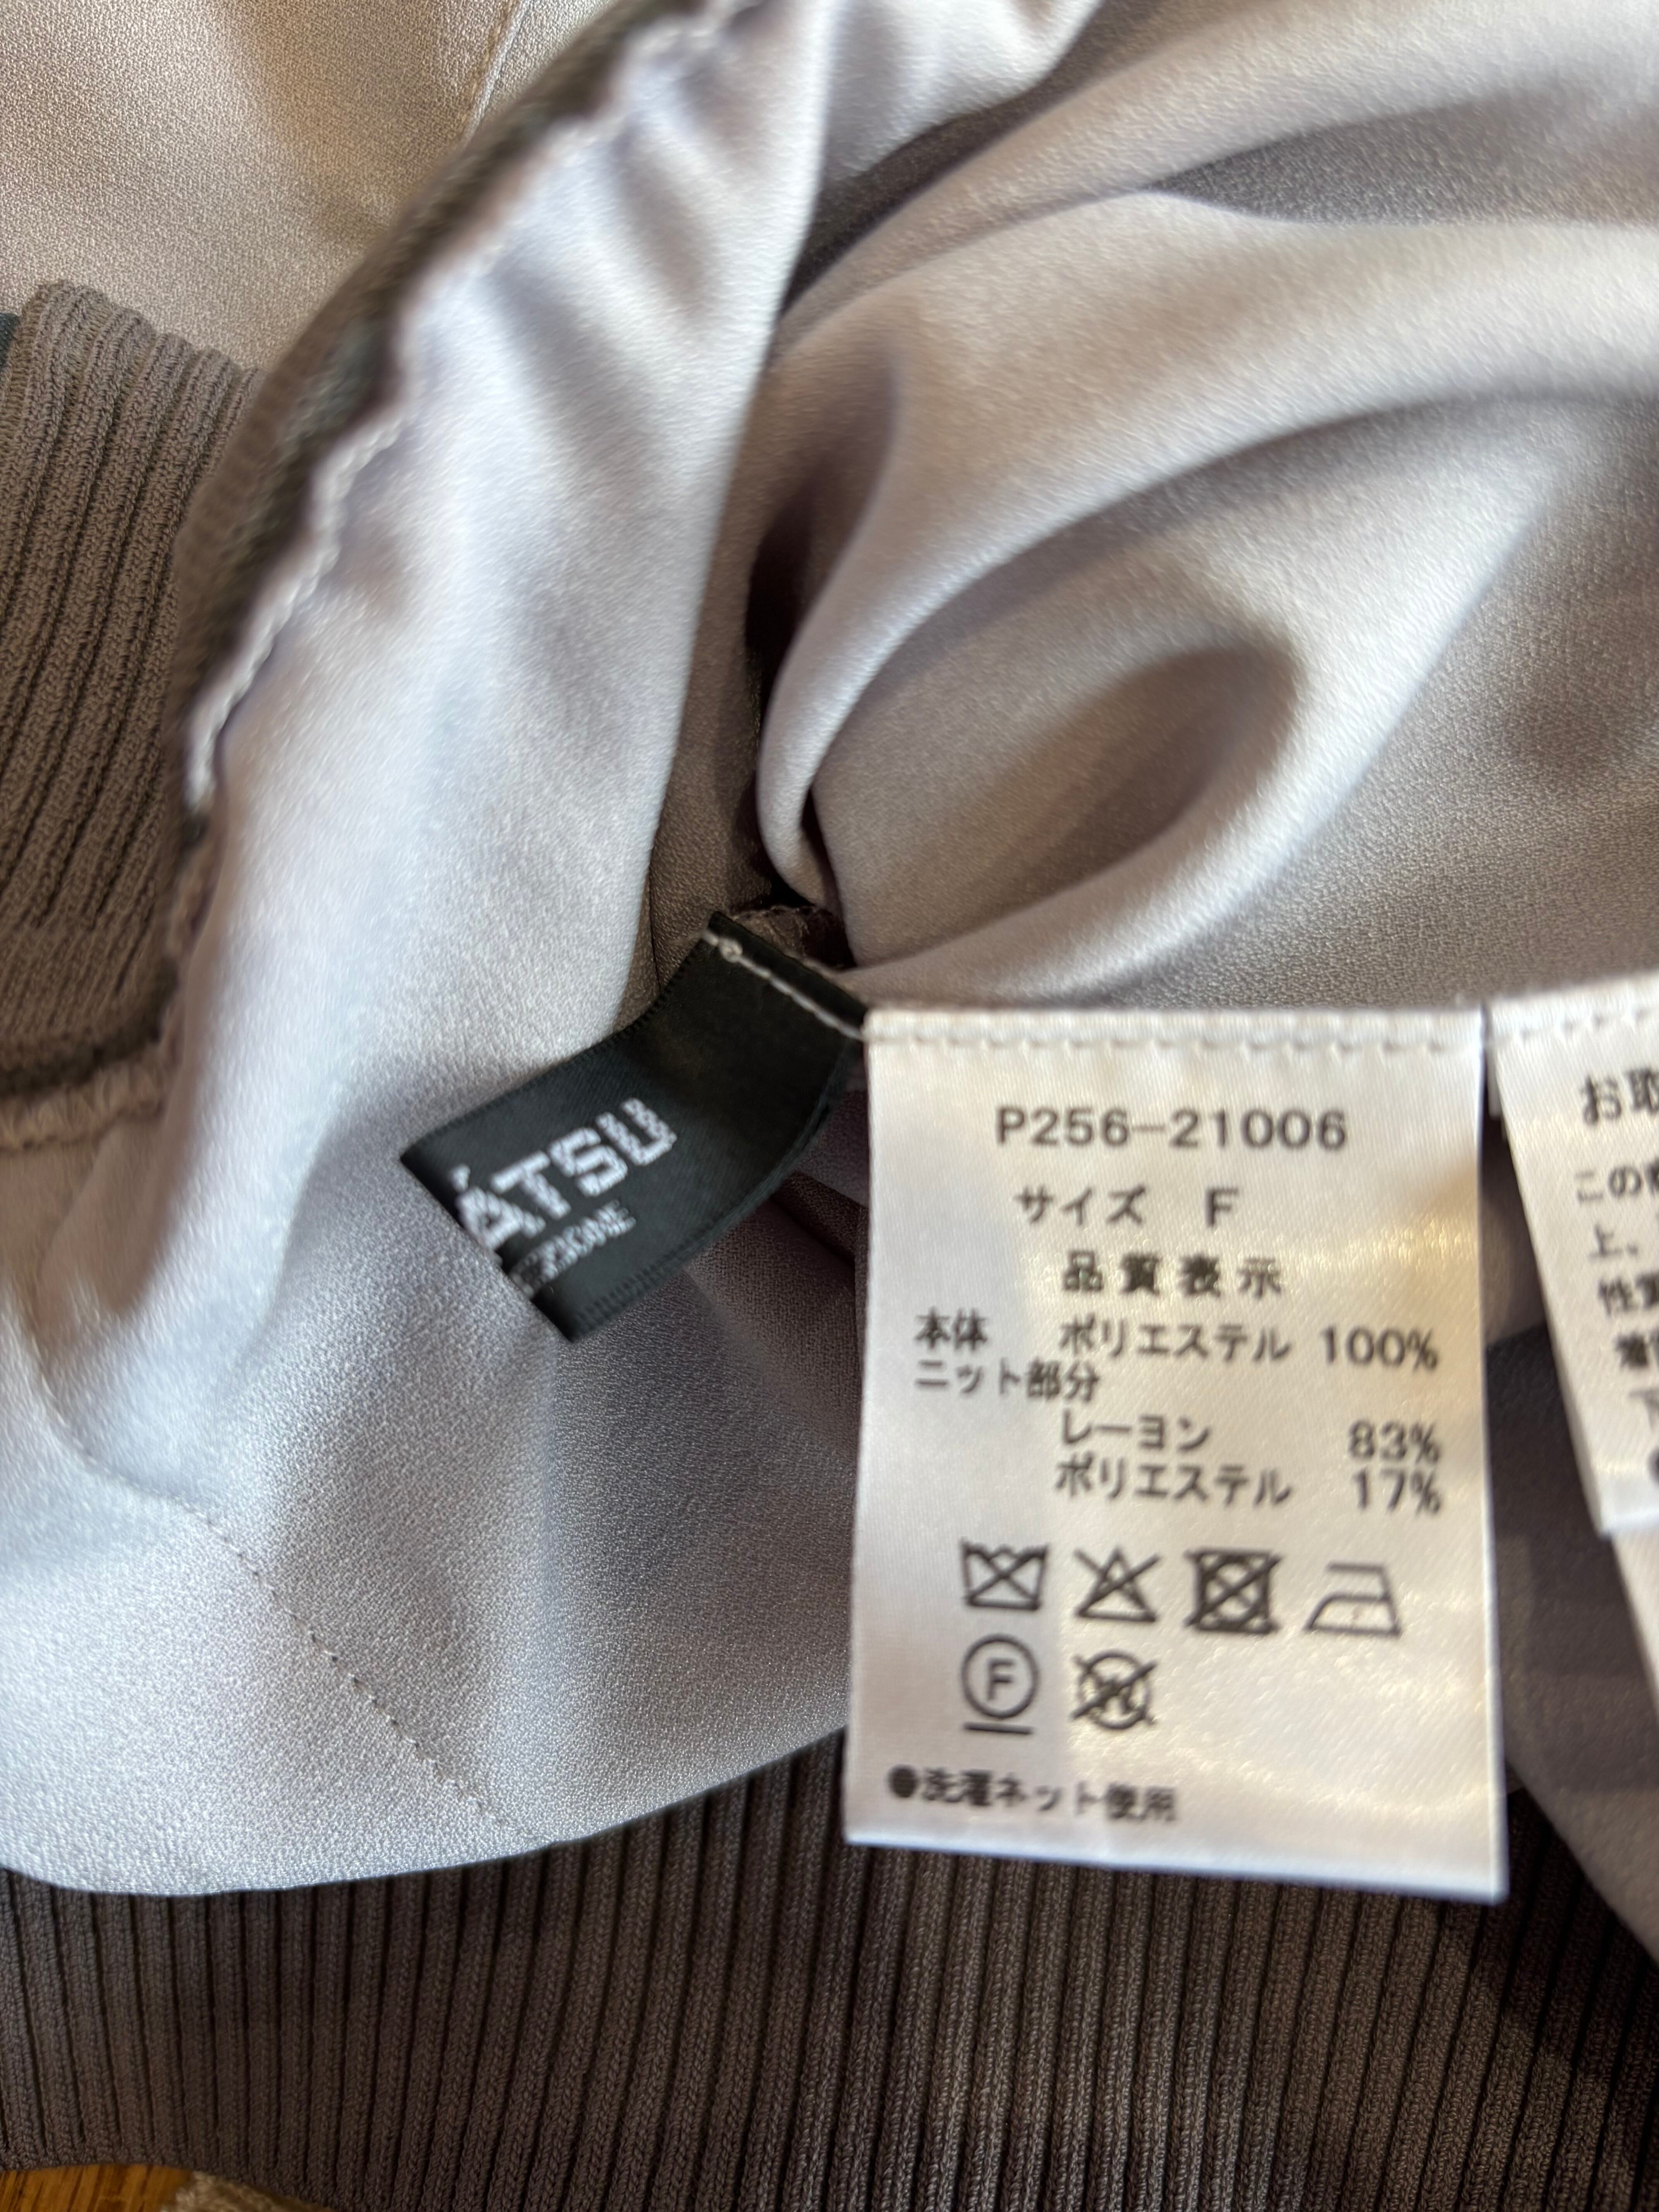 ÁTSU
P256-21006
サイズ F
品質表示
本体 ポリエステル 100%
ニット部分
レーヨン 83%
ポリエステル 17%
F
●洗濯ネット使用
お取
この
上、
性質